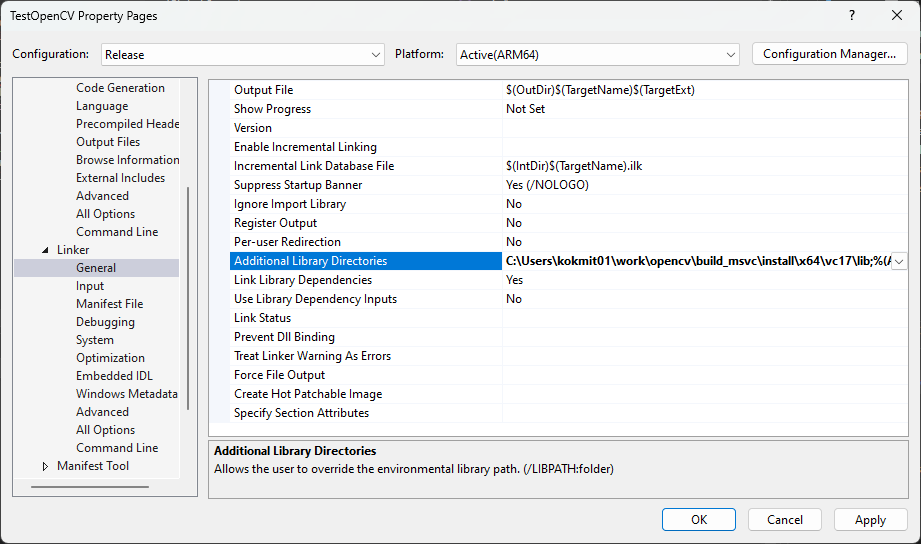 TestOpenCV Property Pages
Configuration: Release Platform: Active(ARM64) Configuration Manager...
Code Generation
Language
Precompiled Heade
Output Files
Browse Information
External Includes
Advanced
All Options
Command Line
Linker
General
Input
Manifest File
Debugging
System
Optimization
Embedded IDL
Windows Metadata
Advanced
All Options
Command Line
Manifest Tool
Output File $(OutDir)$(TargetName)$(TargetExt)
Show Progress Not Set
Version
Enable Incremental Linking
Incremental Link Database File $(IntDir)$(TargetName).ilk
Suppress Startup Banner Yes (/NOLOGO)
Ignore Import Library No
Register Output No
Per-user Redirection No
Additional Library Directories C:\Users\kokmit01\work\opencv\build_msvc\install\x64\vc17\lib;%(A
Link Library Dependencies Yes
Use Library Dependency Inputs No
Link Status
Prevent Dll Binding
Treat Linker Warning As Errors
Force File Output
Create Hot Patchable Image
Specify Section Attributes
Additional Library Directories
Allows the user to override the environmental library path. (/LIBPATH:folder)
OK Cancel Apply